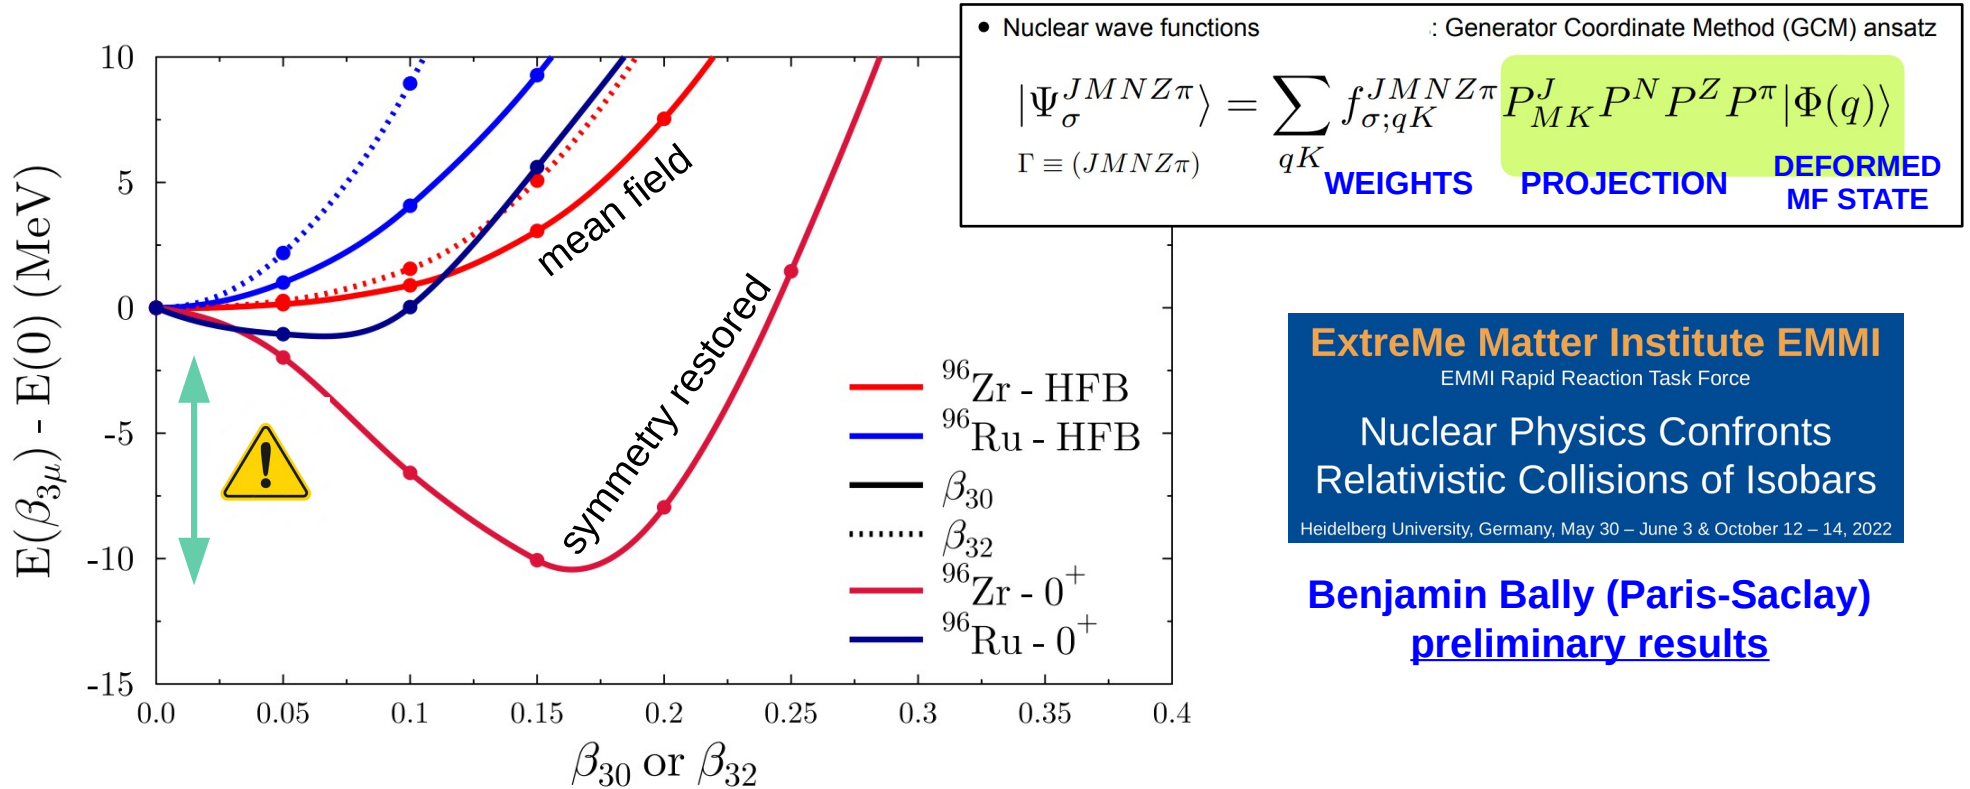 • Nuclear wave functions : Generator Coordinate Method (GCM) ansatz
|Ψ_σ^{JMNZπ}⟩ = ∑_{qK} f_{σ;qK}^{JMNZπ} P_{MK}^J P^N P^Z P^π |Φ(q)⟩
Γ ≡ (JMNZπ)
WEIGHTS
PROJECTION
DEFORMED
MF STATE
E(β_{3μ}) - E(0) (MeV)
10
5
0
-5
-10
-15
mean field
symmetry restored
!
⁹⁶Zr - HFB
⁹⁶Ru - HFB
β₃₀
β₃₂
⁹⁶Zr - 0⁺
⁹⁶Ru - 0⁺
0.0 0.05 0.1 0.15 0.2 0.25 0.3 0.35 0.4
β₃₀ or β₃₂
ExtreMe Matter Institute EMMI
EMMI Rapid Reaction Task Force
Nuclear Physics Confronts
Relativistic Collisions of Isobars
Heidelberg University, Germany, May 30 – June 3 & October 12 – 14, 2022
Benjamin Bally (Paris-Saclay)
preliminary results